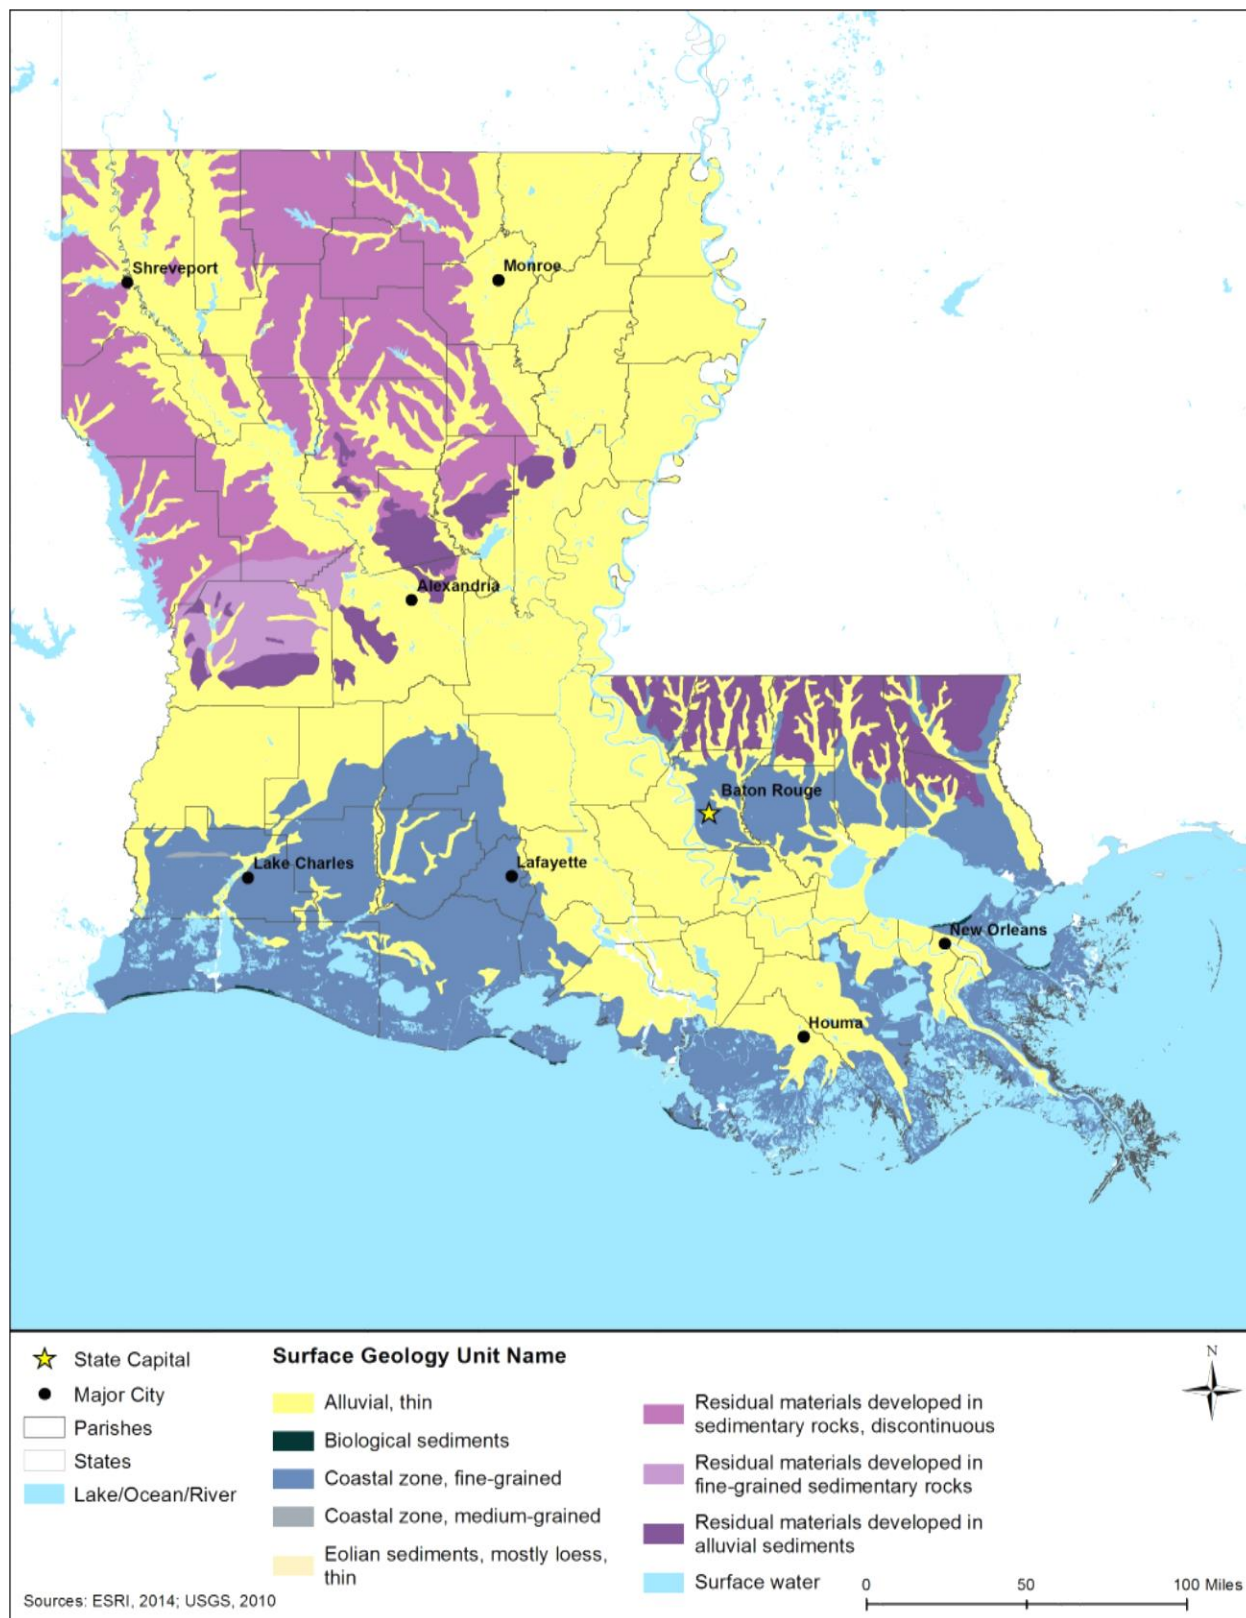 Shreveport
Monroe
Alexandria
Baton Rouge
Lake Charles
Lafayette
New Orleans
Houma
State Capital
Major City
Parishes
States
Lake/Ocean/River
Sources: ESRI, 2014; USGS, 2010
Surface Geology Unit Name
Alluvial, thin
Biological sediments
Coastal zone, fine-grained
Coastal zone, medium-grained
Eolian sediments, mostly loess,
thin
Residual materials developed in
sedimentary rocks, discontinuous
Residual materials developed in
fine-grained sedimentary rocks
Residual materials developed in
alluvial sediments
Surface water
N
0 50 100 Miles